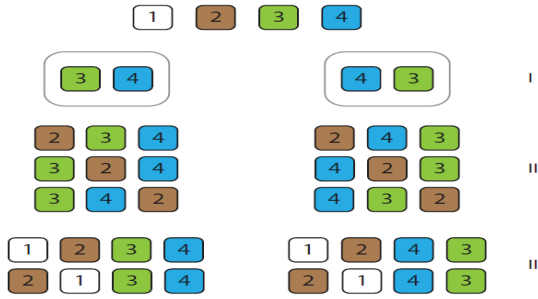 1 2 3 4
3 4 4 3 I
2 3 4 2 4 3
3 2 4 4 2 3 II
3 4 2 4 3 2
1 2 3 4 1 2 4 3
2 1 3 4 2 1 4 3 II